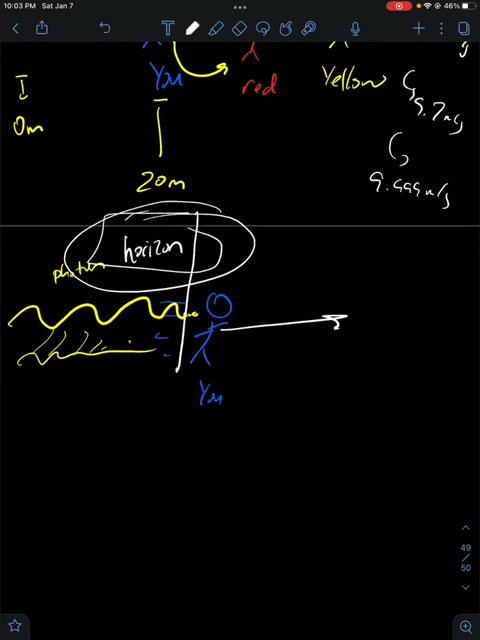 10:03 PM Sat Jan 7
46%
You
red
Yellow
9.7m/s
0m
20m
9.999m/s
horizon
photon
You
49
50